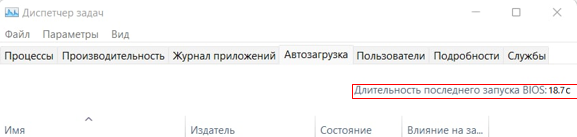 Диспетчер задач
Файл Параметры Вид
Процессы Производительность Журнал приложений Автозагрузка Пользователи Подробности Службы
Длительность последнего запуска BIOS: 18.7 с
Имя Издатель Состояние Влияние на за...